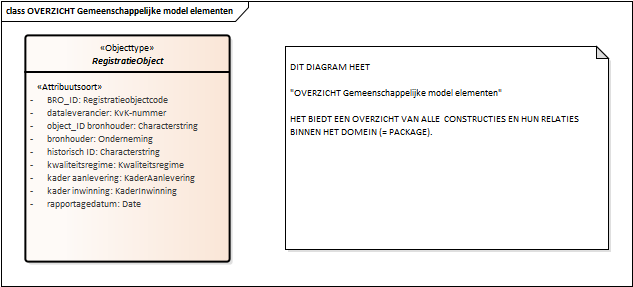 class OVERZICHT Gemeenschappelijke model elementen
«Objecttype»
RegistratieObject
«Attribuutsoort»
- BRO_ID: Registratieobjectcode
- dataleverancier: KvK-nummer
- object_ID bronhouder: Characterstring
- bronhouder: Onderneming
- historisch ID: Characterstring
- kwaliteitsregime: Kwaliteitsregime
- kader aanlevering: KaderAanlevering
- kader inwinning: KaderInwinning
- rapportagedatum: Date
DIT DIAGRAM HEET
"OVERZICHT Gemeenschappelijke model elementen"
HET BIEDT EEN OVERZICHT VAN ALLE CONSTRUCTIES EN HUN RELATIES
BINNEN HET DOMEIN (= PACKAGE).